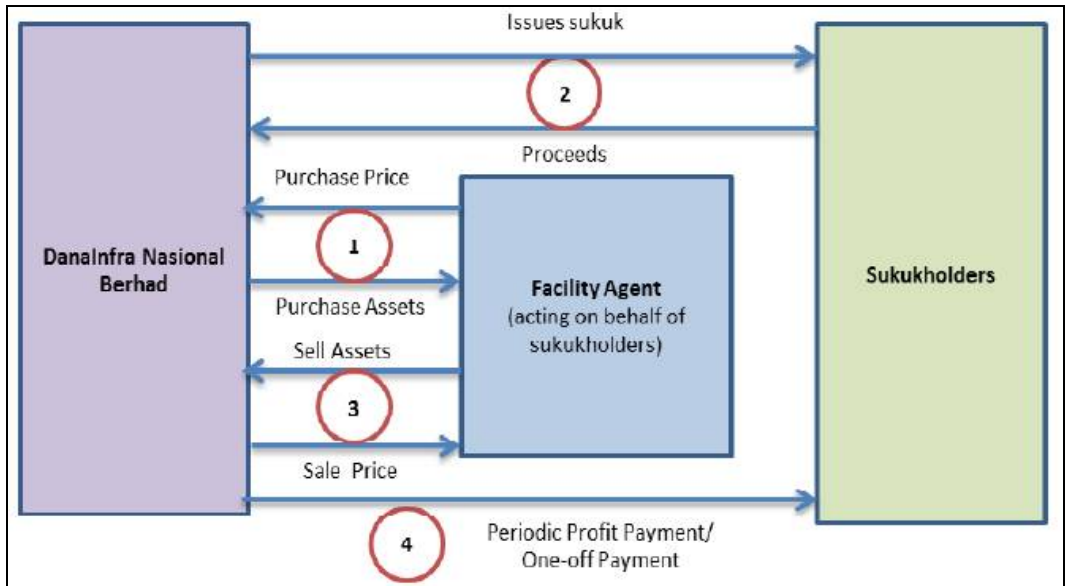 Issues sukuk
2
Proceeds
Purchase Price
1
DanaInfra Nasional
Berhad
Purchase Assets
Facility Agent
(acting on behalf of
sukukholders)
Sukukholders
Sell Assets
3
Sale Price
4
Periodic Profit Payment/
One-off Payment